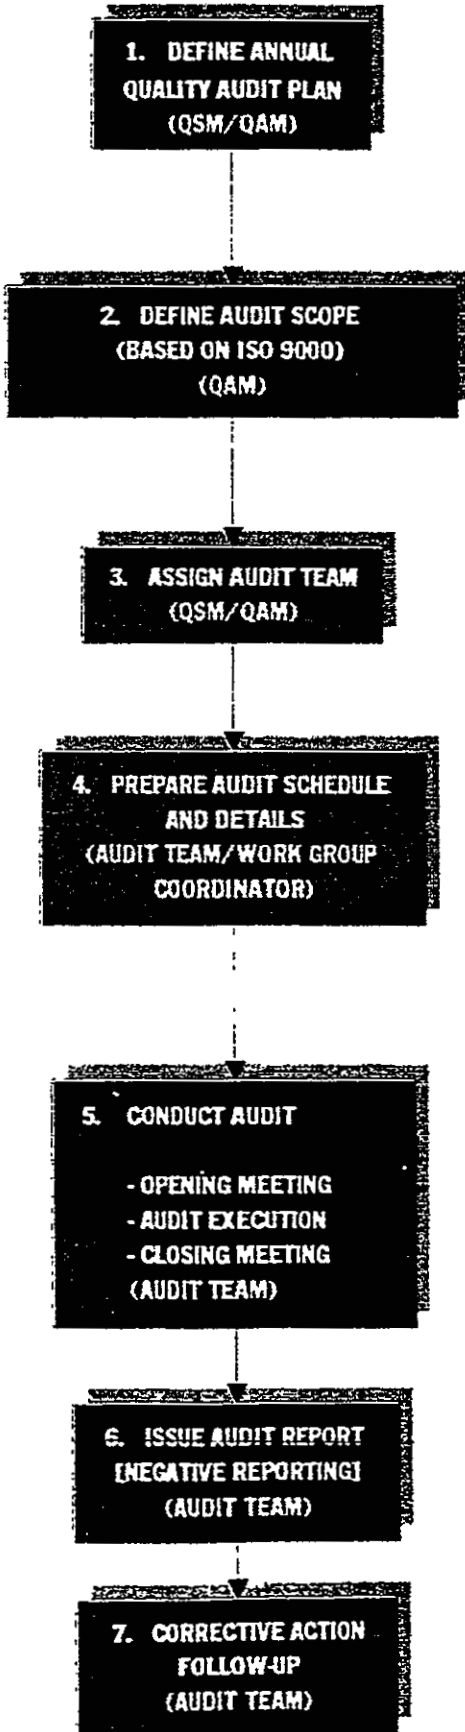 1. DEFINE ANNUAL
QUALITY AUDIT PLAN
(QSM/QAM)
2. DEFINE AUDIT SCOPE
(BASED ON ISO 9000)
(QAM)
3. ASSIGN AUDIT TEAM
(QSM/QAM)
4. PREPARE AUDIT SCHEDULE
AND DETAILS
(AUDIT TEAM/WORK GROUP
COORDINATOR)
5. CONDUCT AUDIT
- OPENING MEETING
- AUDIT EXECUTION
- CLOSING MEETING
(AUDIT TEAM)
6. ISSUE AUDIT REPORT
[NEGATIVE REPORTING]
(AUDIT TEAM)
7. CORRECTIVE ACTION
FOLLOW-UP
(AUDIT TEAM)